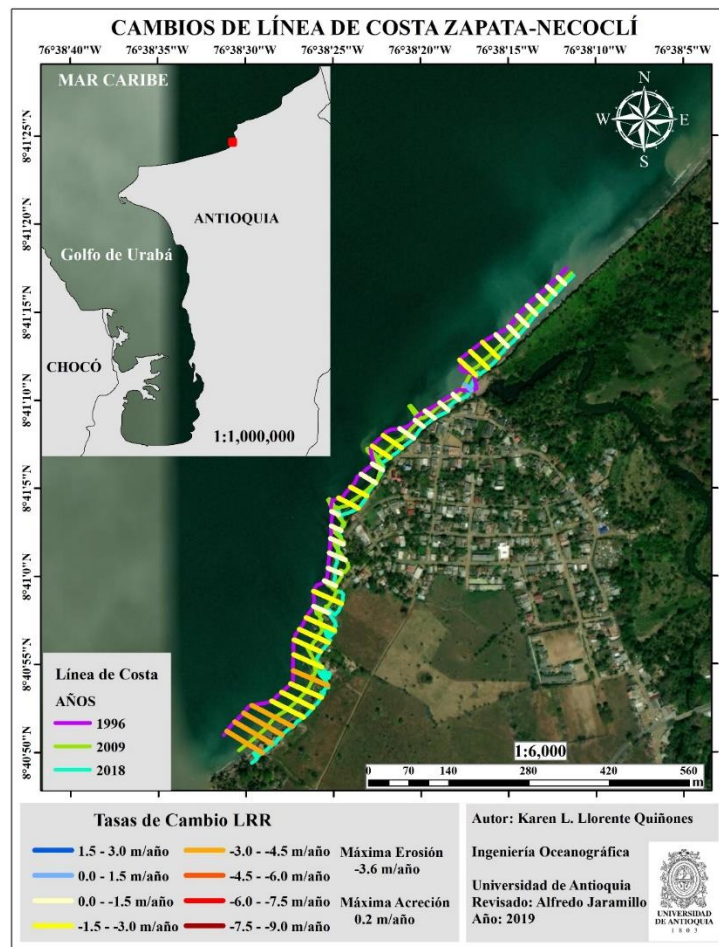 CAMBIOS DE LÍNEA DE COSTA ZAPATA-NECOCLÍ
76°38'40"W 76°38'35"W 76°38'30"W 76°38'25"W 76°38'20"W 76°38'15"W 76°38'10"W 76°38'5"W
MAR CARIBE
N
W E
S
8°41'25"N
8°41'20"N
8°41'15"N
8°41'10"N
8°41'5"N
8°41'0"N
8°40'55"N
8°40'50"N
ANTIOQUIA
Golfo de Urabá
CHOCÓ
1:1,000,000
Línea de Costa
AÑOS
1996
2009
2018
1:6,000
0 70 140 280 420 560
m
Tasas de Cambio LRR
1.5 - 3.0 m/año
0.0 - 1.5 m/año
0.0 - -1.5 m/año
-1.5 - -3.0 m/año
-3.0 - -4.5 m/año
-4.5 - -6.0 m/año
-6.0 - -7.5 m/año
-7.5 - -9.0 m/año
Máxima Erosión
-3.6 m/año
Máxima Acreción
0.2 m/año
Autor: Karen L. Llorente Quiñones
Ingeniería Oceanográfica
Universidad de Antioquia
Revisado: Alfredo Jaramillo
Año: 2019
UNIVERSIDAD
DE ANTIOQUIA
1 8 0 3